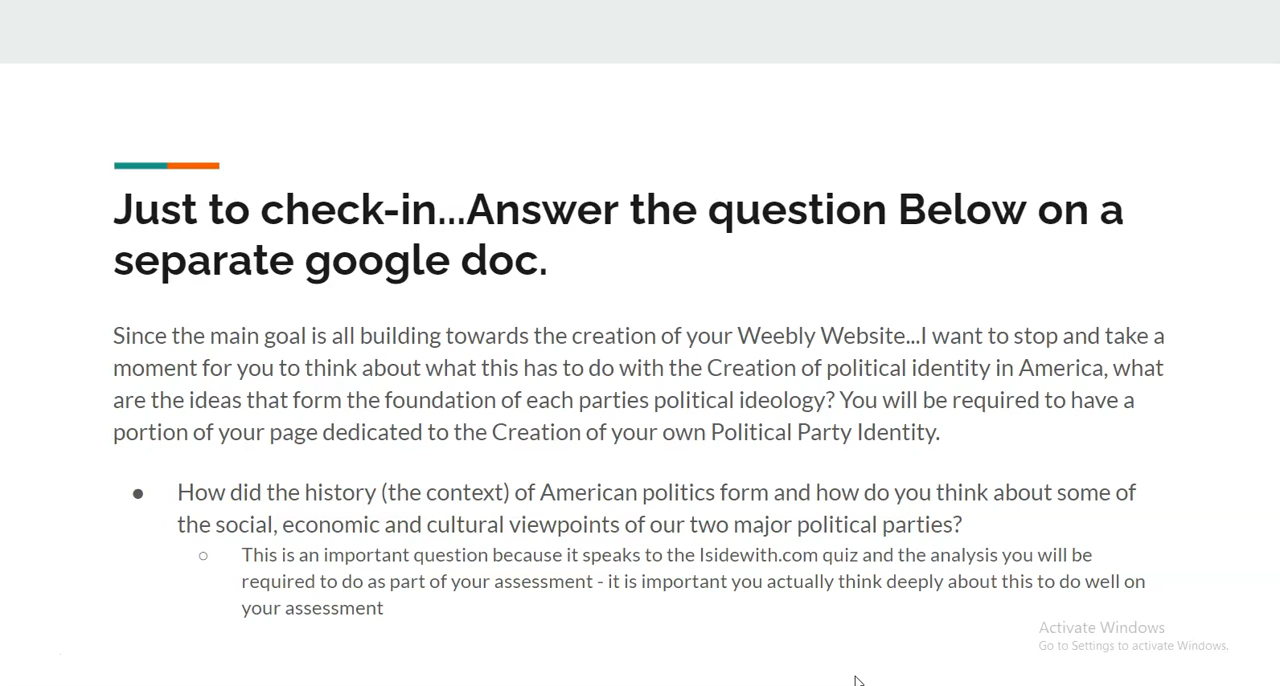 Just to check-in...Answer the question Below on a
separate google doc.
Since the main goal is all building towards the creation of your Weebly Website...I want to stop and take a
moment for you to think about what this has to do with the Creation of political identity in America, what
are the ideas that form the foundation of each parties political ideology? You will be required to have a
portion of your page dedicated to the Creation of your own Political Party Identity.
● How did the history (the context) of American politics form and how do you think about some of
the social, economic and cultural viewpoints of our two major political parties?
○ This is an important question because it speaks to the Isidewith.com quiz and the analysis you will be
required to do as part of your assessment - it is important you actually think deeply about this to do well on
your assessment
Activate Windows
Go to Settings to activate Windows.